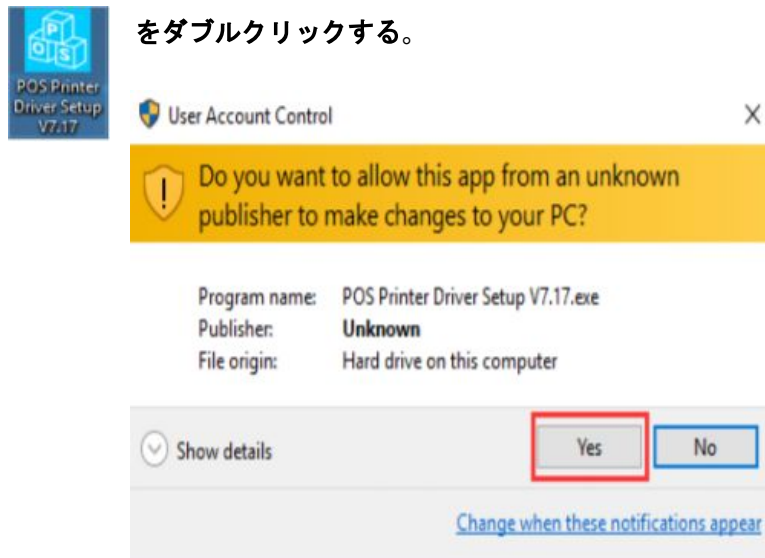 POS
をダブルクリックする。
POS Printer
Driver Setup
V7.17
User Account Control
Do you want to allow this app from an unknown
publisher to make changes to your PC?
Program name: POS Printer Driver Setup V7.17.exe
Publisher: Unknown
File origin: Hard drive on this computer
Show details
Yes
No
Change when these notifications appear